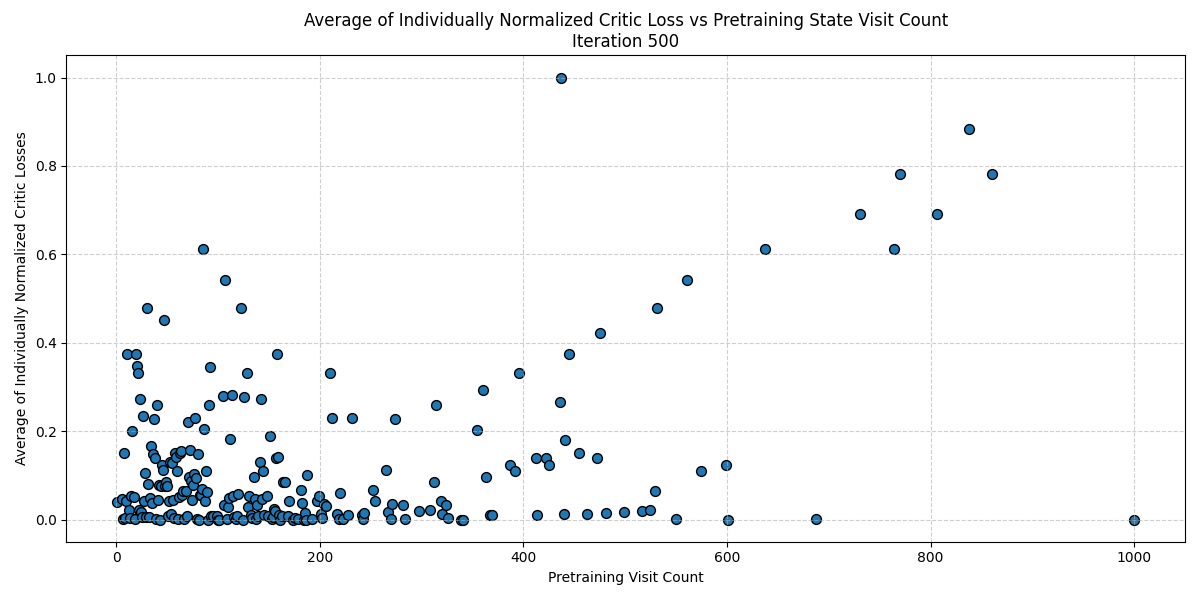 Average of Individually Normalized Critic Loss vs Pretraining State Visit Count
Iteration 500
Average of Individually Normalized Critic Losses
1.0
0.8
0.6
0.4
0.2
0.0
0 200 400 600 800 1000
Pretraining Visit Count